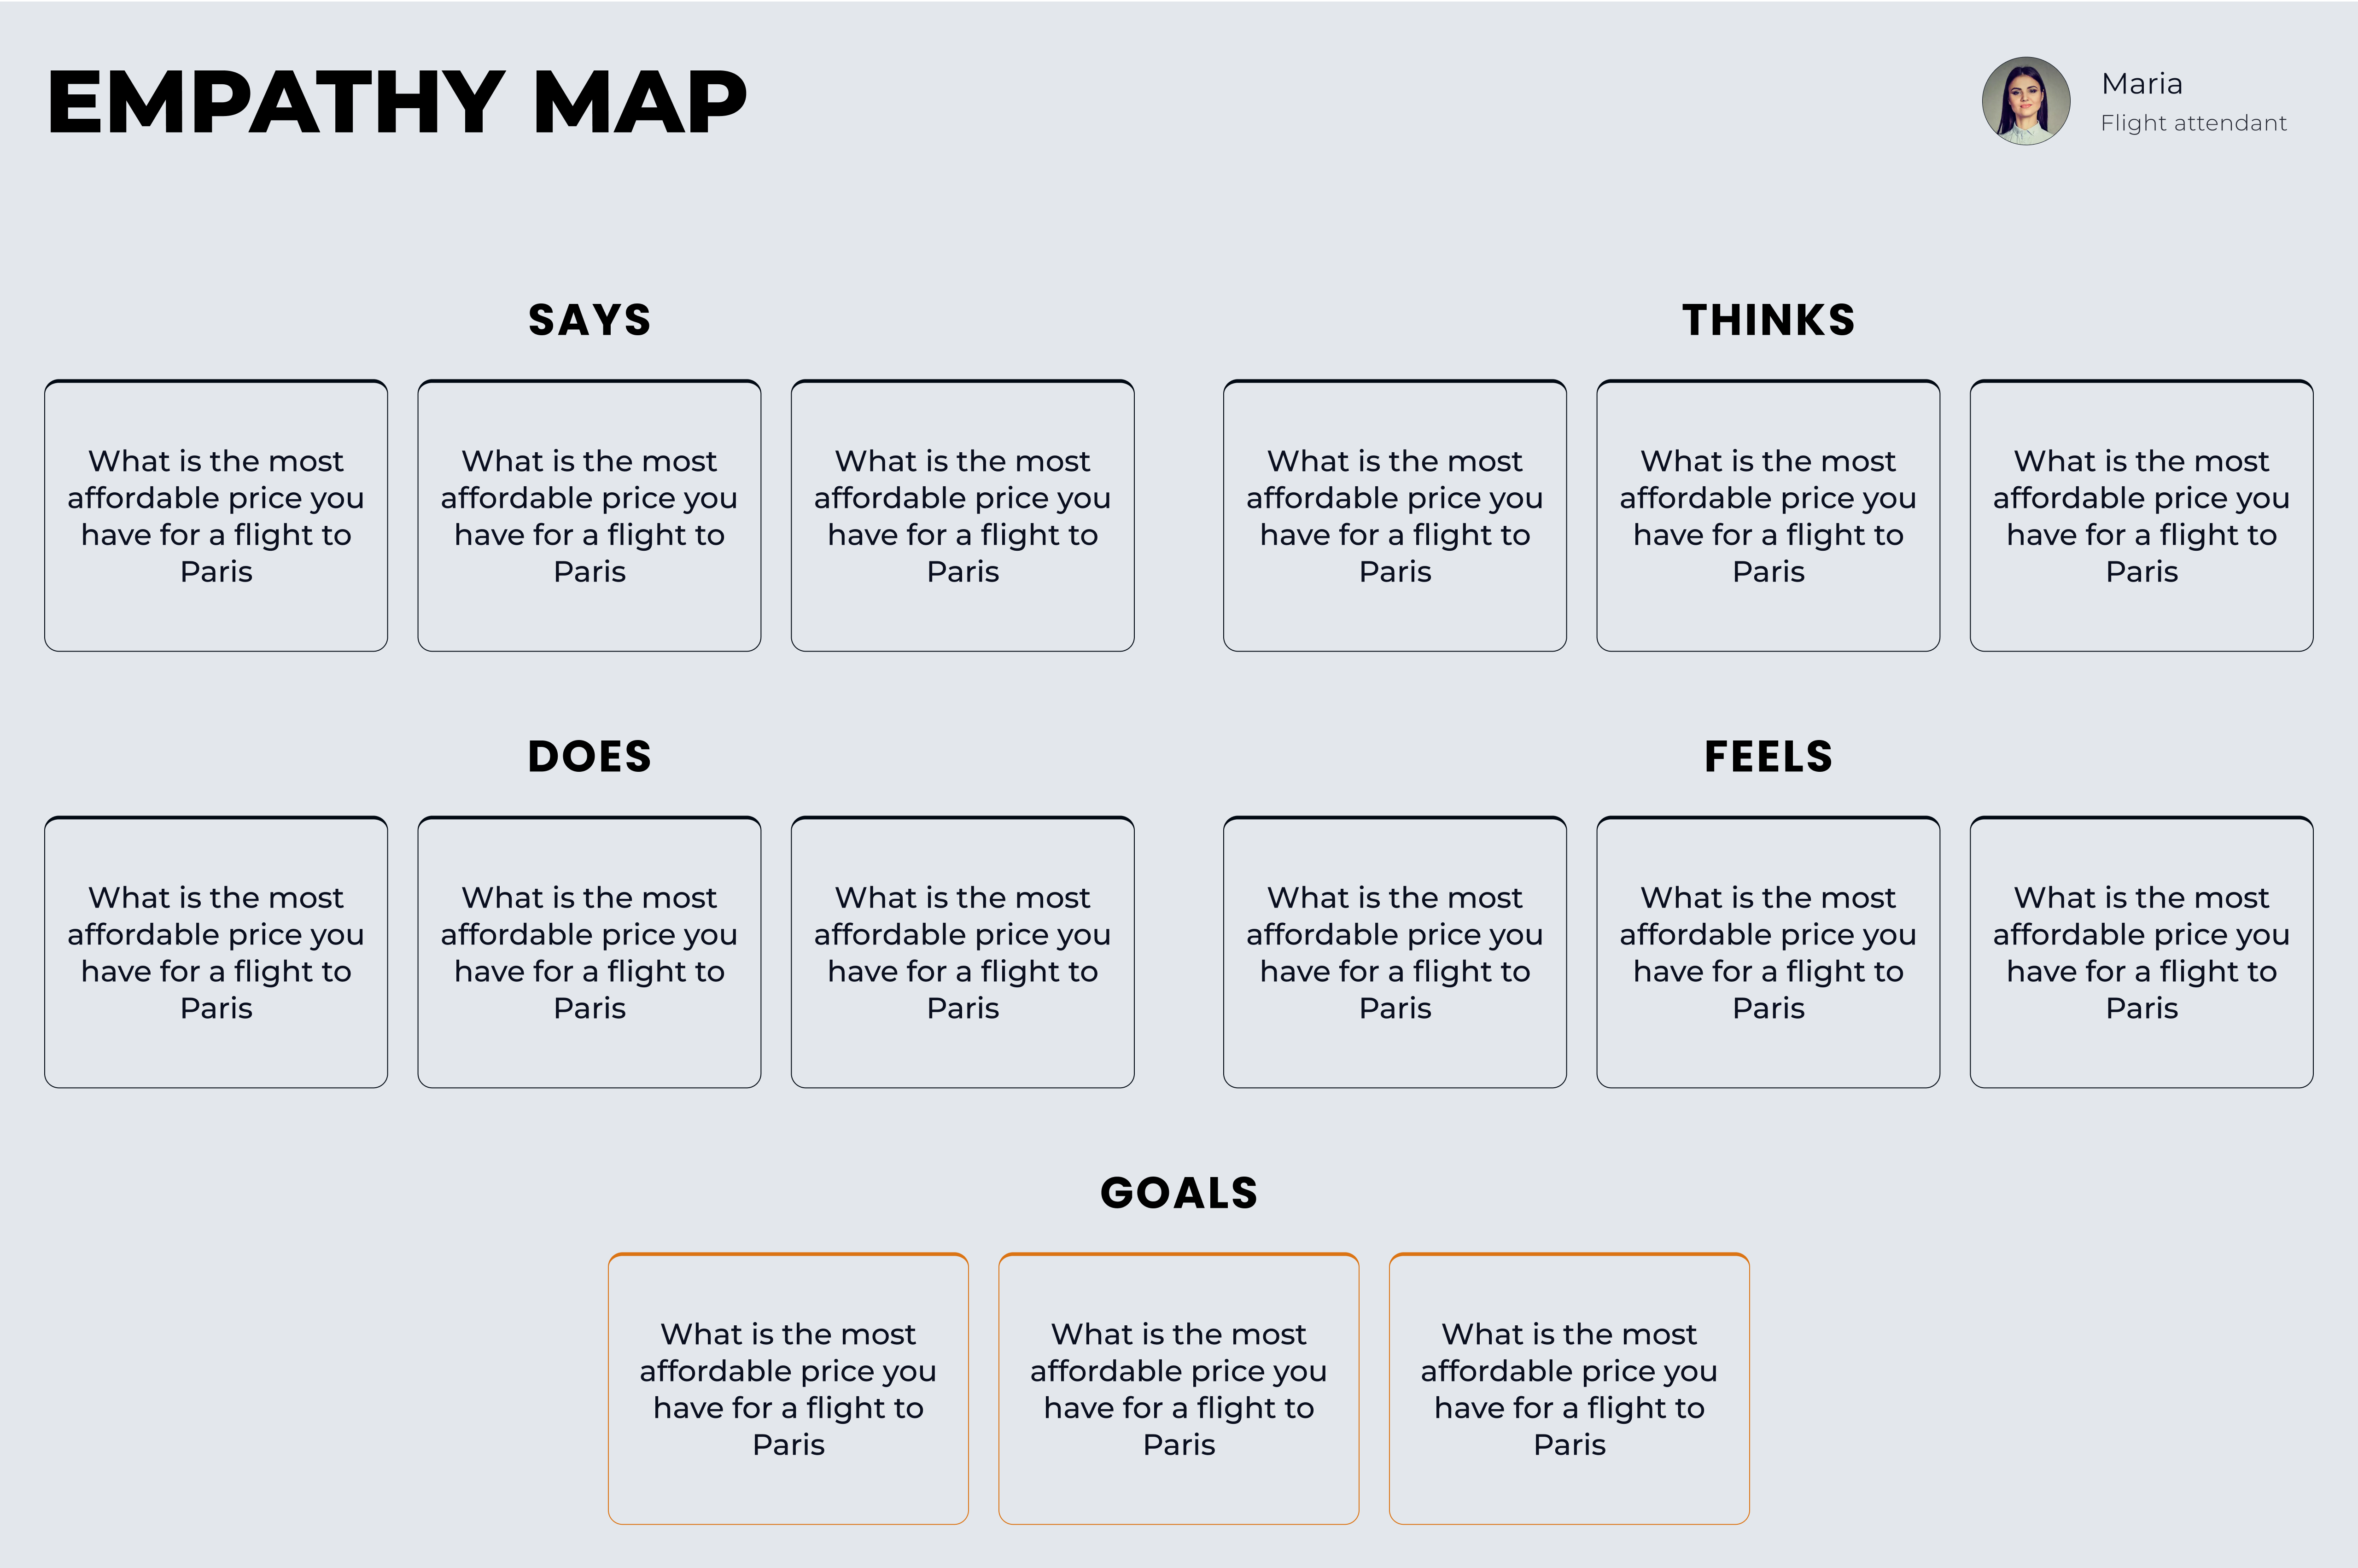 EMPATHY MAP
Maria
Flight attendant
SAYS
What is the most
affordable price you
have for a flight to
Paris
What is the most
affordable price you
have for a flight to
Paris
What is the most
affordable price you
have for a flight to
Paris
THINKS
What is the most
affordable price you
have for a flight to
Paris
What is the most
affordable price you
have for a flight to
Paris
What is the most
affordable price you
have for a flight to
Paris
DOES
What is the most
affordable price you
have for a flight to
Paris
What is the most
affordable price you
have for a flight to
Paris
What is the most
affordable price you
have for a flight to
Paris
FEELS
What is the most
affordable price you
have for a flight to
Paris
What is the most
affordable price you
have for a flight to
Paris
What is the most
affordable price you
have for a flight to
Paris
GOALS
What is the most
affordable price you
have for a flight to
Paris
What is the most
affordable price you
have for a flight to
Paris
What is the most
affordable price you
have for a flight to
Paris